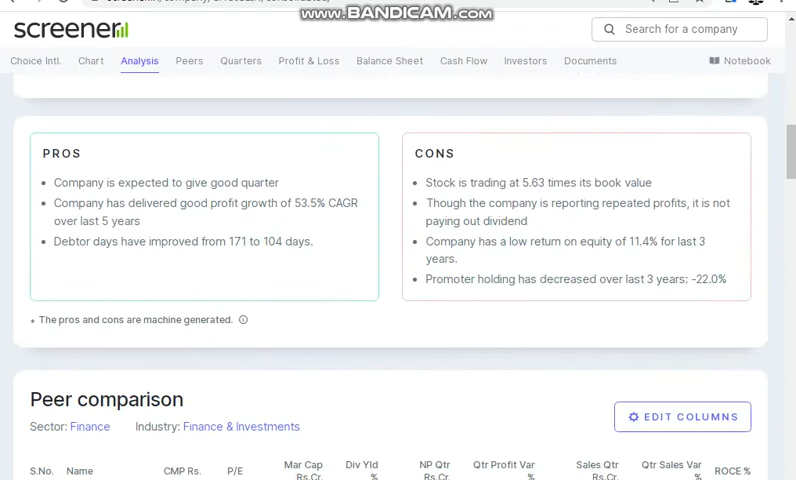 www.BANDICAM.com
screener
Search for a company
Choice Intl. Chart Analysis Peers Quarters Profit & Loss Balance Sheet Cash Flow Investors Documents Notebook
PROS
• Company is expected to give good quarter
• Company has delivered good profit growth of 53.5% CAGR
over last 5 years
• Debtor days have improved from 171 to 104 days.
CONS
• Stock is trading at 5.63 times its book value
• Though the company is reporting repeated profits, it is not
paying out dividend
• Company has a low return on equity of 11.4% for last 3
years.
• Promoter holding has decreased over last 3 years: -22.0%
* The pros and cons are machine generated.
Peer comparison
Sector: Finance Industry: Finance & Investments
EDIT COLUMNS
S.No. Name CMP Rs. P/E Mar Cap Rs.Cr. Div Yld % NP Qtr Rs.Cr. Qtr Profit Var % Sales Qtr Rs.Cr. Qtr Sales Var % ROCE %